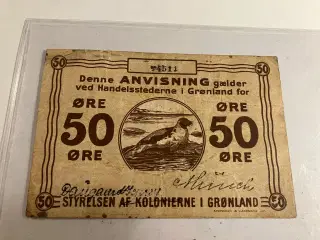 50 50
Denne ANVISNING gælder
ved Handelsstederne i Grønland for
ØRE ØRE
50 50
ØRE ØRE
STYRELSEN AF KOLONIERNE I GRØNLAND
50 50